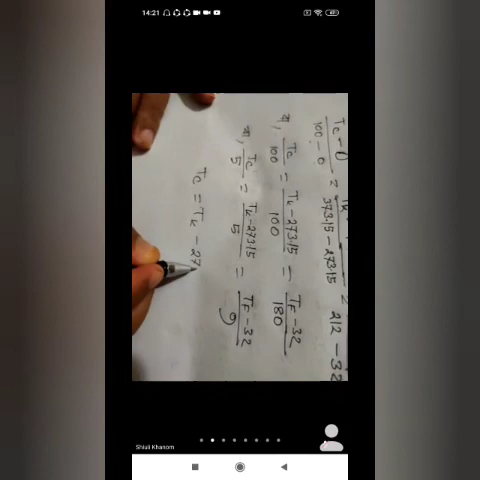 14:21
Tc - 0 / 100 - 0 = / 373.15 - 273.15 = / 212 - 32
বা, Tc / 100 = Tk - 273.15 / 100 = TF - 32 / 180
বা, Tc / 5 = Tk - 273.15 / 5 = TF - 32 / 9
Tc = Tk - 27
Shiuli Khanom